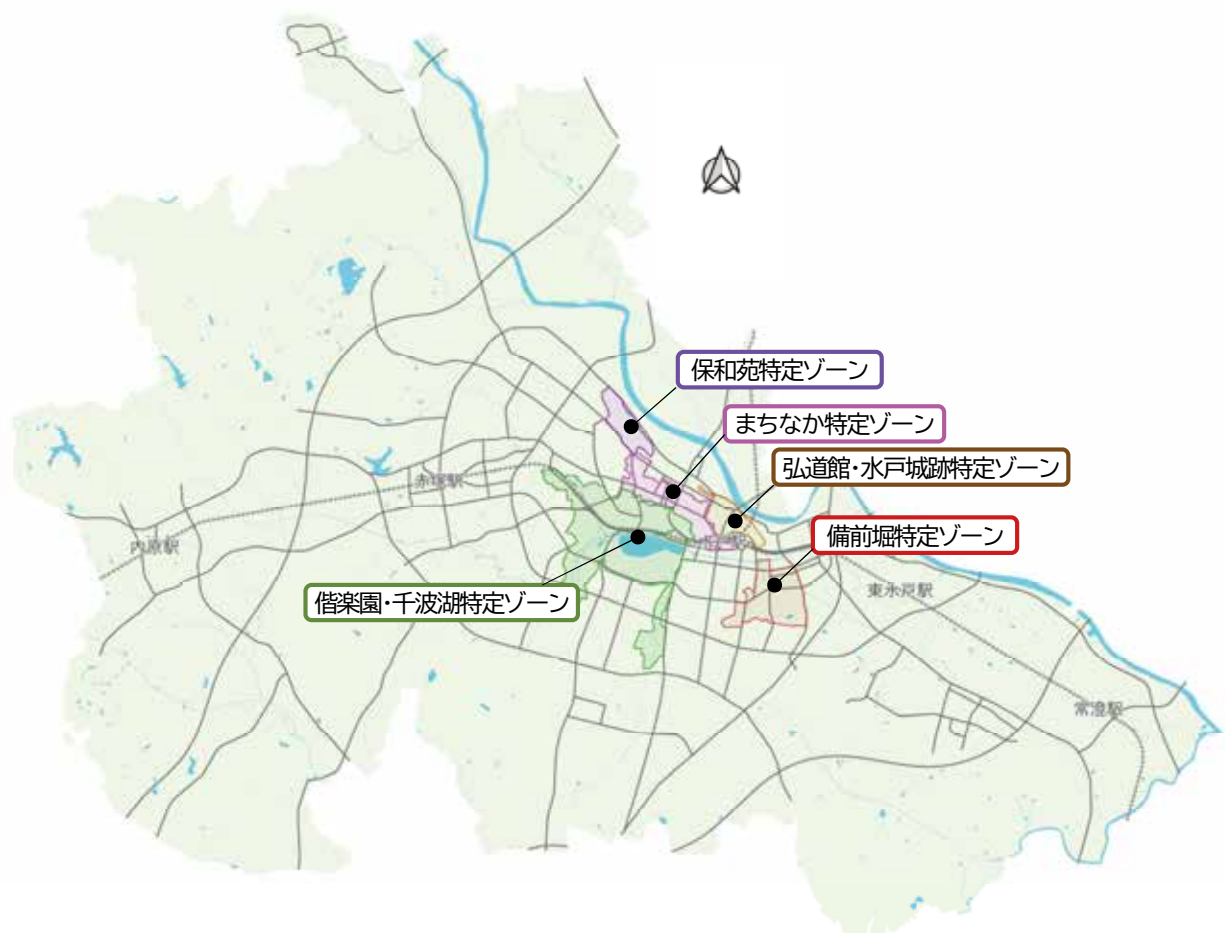 保和苑特定ゾーン
まちなか特定ゾーン
弘道館・水戸城跡特定ゾーン
赤塚駅
備前堀特定ゾーン
内原駅
偕楽園・千波湖特定ゾーン
東水戸駅
常澄駅